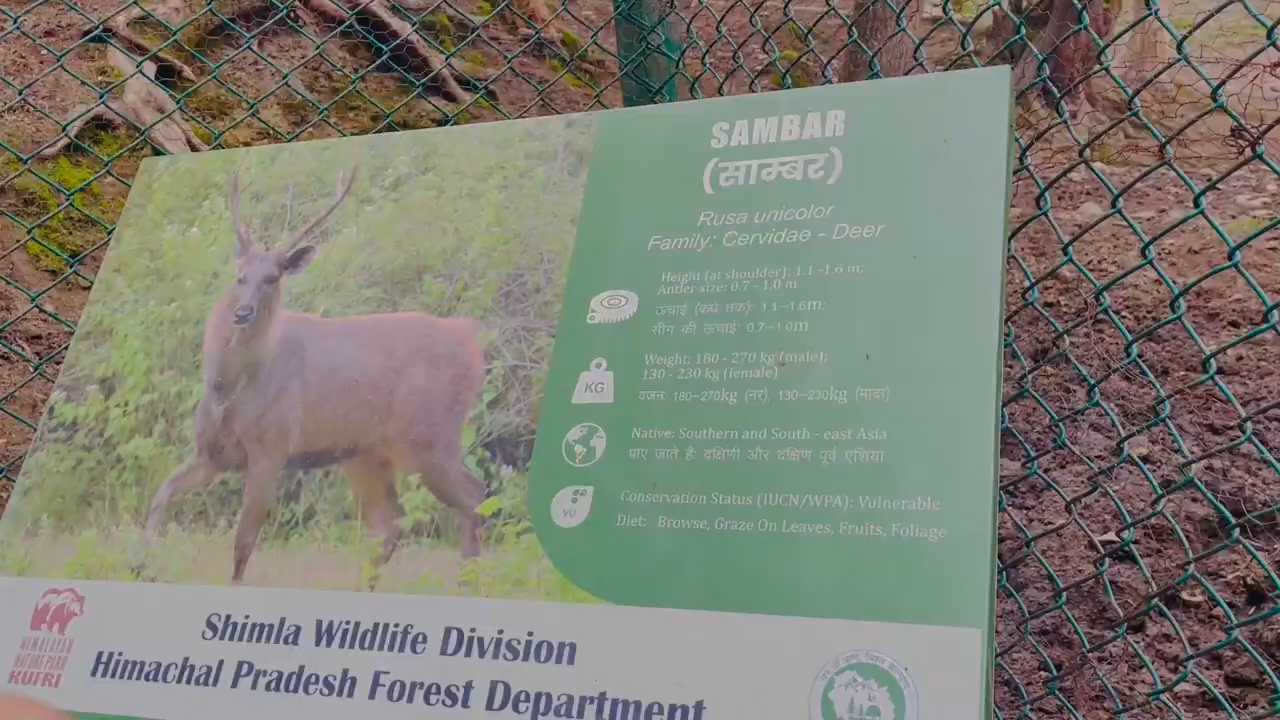 SAMBAR
(साम्बर)
Rusa unicolor
Family: Cervidae - Deer
Height (at shoulder): 1.1 -1.6 m;
Antler size: 0.7 - 1.0 m
ऊचाई (कंधे तक): 1.1–1.6m;
सींग की ऊचाई: 0.7–1.0m
KG
Weight: 180 - 270 kg (male);
130 - 230 kg (female)
वजन: 180–270kg (नर), 130–230kg (मादा)
Native: Southern and South - east Asia
पाए जाते हैं: दक्षिणी और दक्षिण पूर्व एशिया
VU
Conservation Status (IUCN/WPA): Vulnerable
Diet: Browse, Graze On Leaves, Fruits, Foliage
HIMALAYAN
NATURE PARK
KUFRI
Shimla Wildlife Division
Himachal Pradesh Forest Department